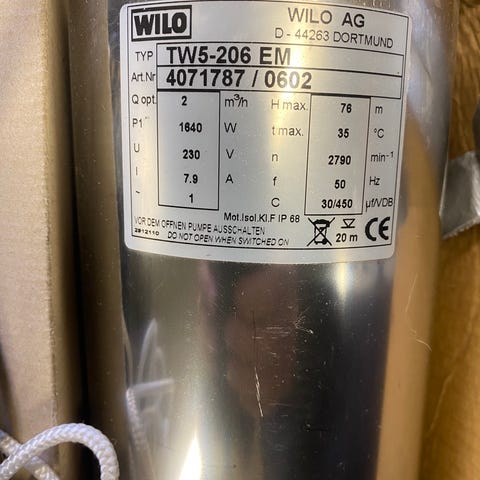 WILO WILO AG
D - 44263 DORTMUND
TYP TW5-206 EM
Art.Nr 4071787 / 0602
Q opt. 2 m³/h H max. 76 m
P1 1640 W t max. 35 °C
U 230 V n 2790 min⁻¹
I 7.9 A f 50 Hz
~ 1 C 30/450 µf/VDB
Mot.Isol.Kl.F IP 68
VOR DEM ÖFFNEN PUMPE AUSSCHALTEN
2912110 DO NOT OPEN WHEN SWITCHED ON 20 m CE